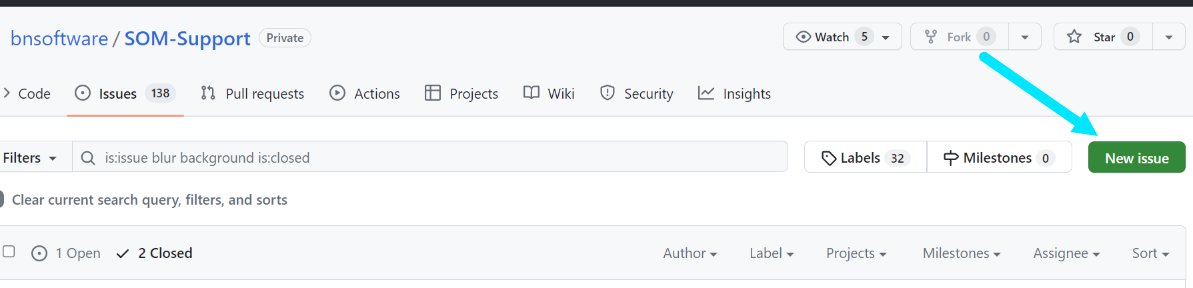 bnsoftware / SOM-Support Private Watch 5 Fork 0 Star 0
Code Issues 138 Pull requests Actions Projects Wiki Security Insights
Filters is:issue blur background is:closed Labels 32 Milestones 0 New issue
Clear current search query, filters, and sorts
1 Open 2 Closed Author Label Projects Milestones Assignee Sort